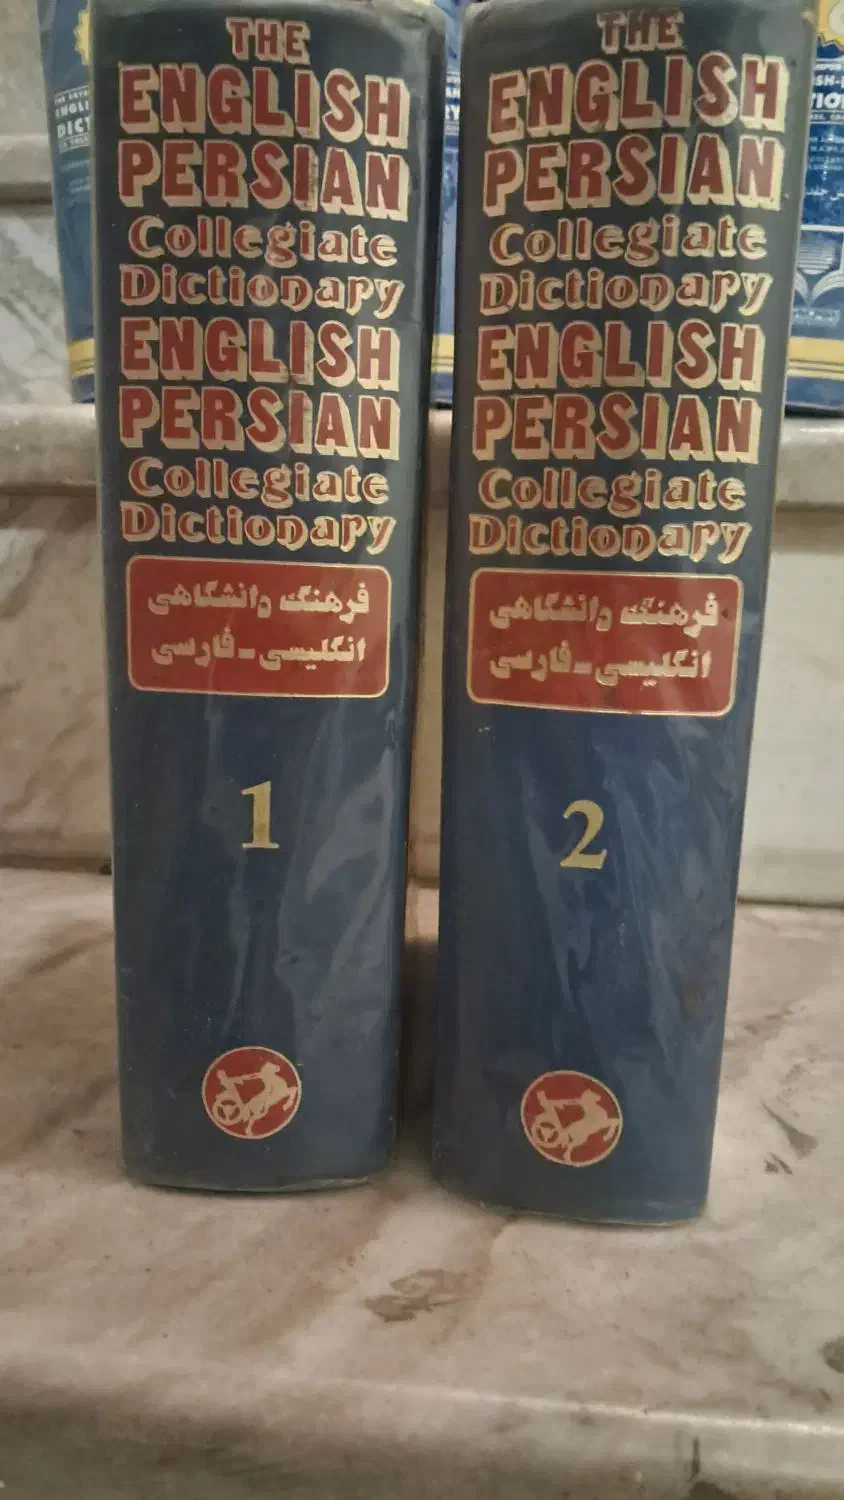 THE
ENGLISH
PERSIAN
Collegiate
Dictionary
ENGLISH
PERSIAN
Collegiate
Dictionary
فرهنگ دانشگاهی
انگلیسی - فارسی
1
THE
ENGLISH
PERSIAN
Collegiate
Dictionary
ENGLISH
PERSIAN
Collegiate
Dictionary
فرهنگ دانشگاهی
انگلیسی - فارسی
2